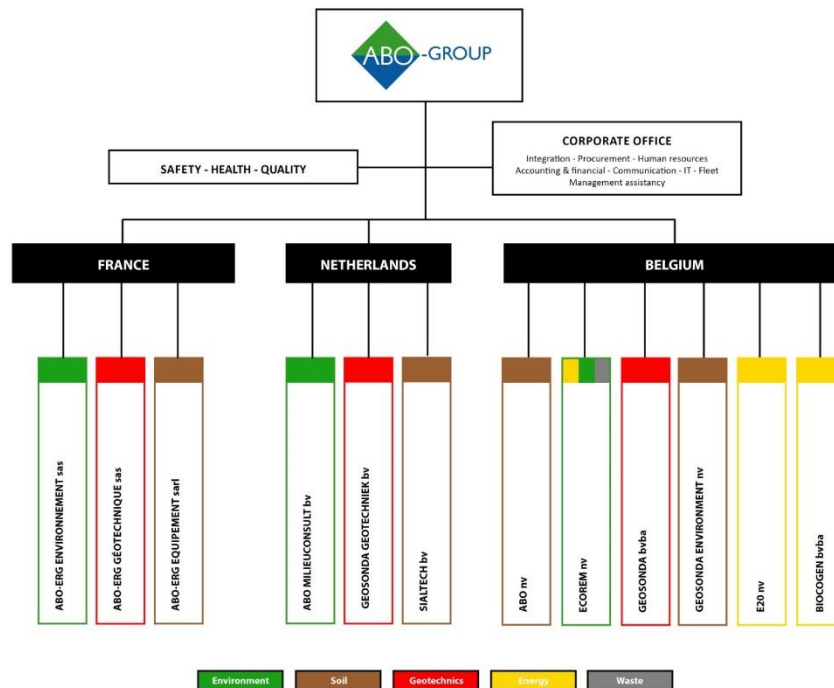 ABO-GROUP
SAFETY - HEALTH - QUALITY
CORPORATE OFFICE
Integration - Procurement - Human resources
Accounting & financial - Communication - IT - Fleet
Management assistancy
FRANCE
NETHERLANDS
BELGIUM
ABO-ERG ENVIRONNEMENT sas
ABO-ERG GÉOTECHNIQUE sas
ABO-ERG EQUIPEMENT sarl
ABO MILIEUCONSULT bv
GEOSONDA GEOTECHNIEK bv
SIALTECH bv
ABO nv
ECOREM nv
GEOSONDA bvba
GEOSONDA ENVIRONMENT nv
E20 nv
BIOCOGEN bvba
Environment
Soil
Geotechnics
Energy
Waste